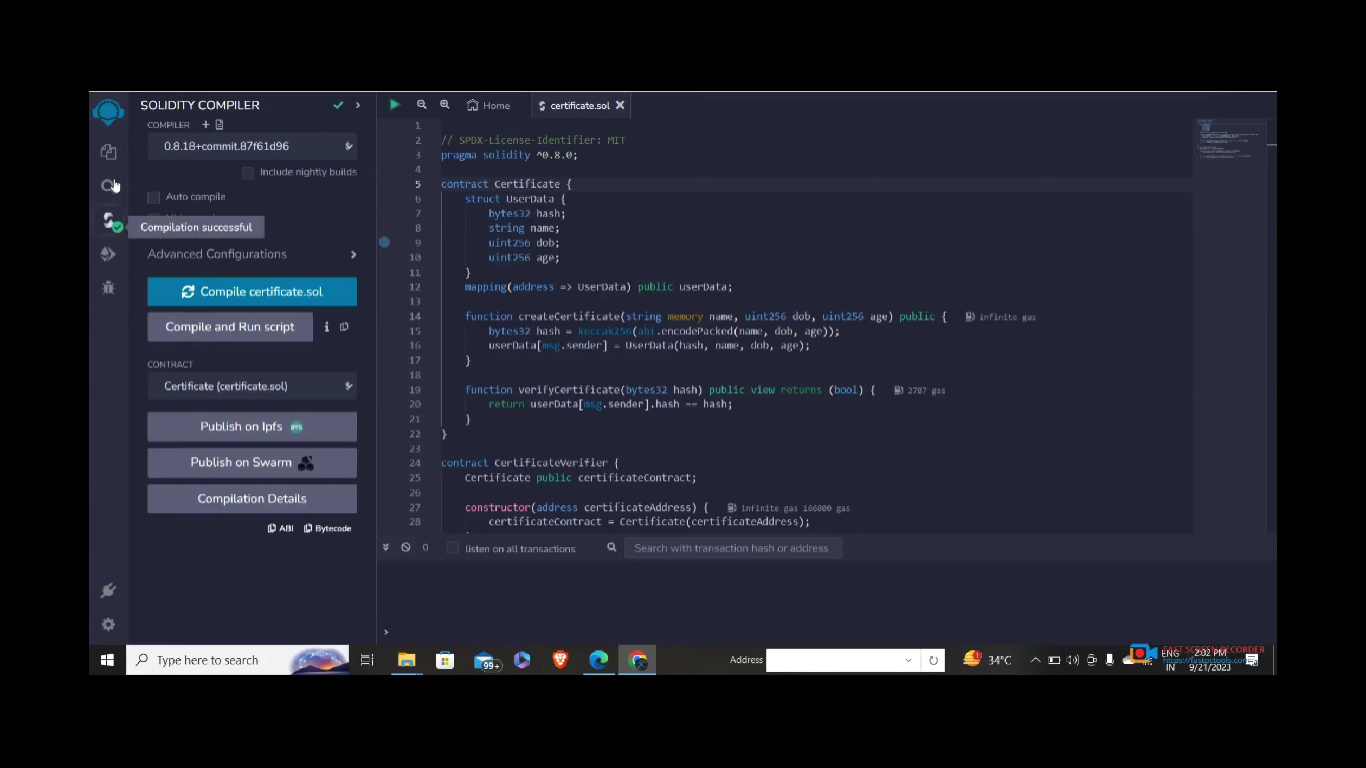 SOLIDITY COMPILER
COMPILER
0.8.18+commit.87f61d96
Include nightly builds
Auto compile
Compilation successful
Advanced Configurations
Compile certificate.sol
Compile and Run script
CONTRACT
Certificate (certificate.sol)
Publish on Ipfs
Publish on Swarm
Compilation Details
ABI Bytecode
Home certificate.sol
1
2 // SPDX-License-Identifier: MIT
3 pragma solidity ^0.8.0;
4
5 contract Certificate {
6 struct UserData {
7 bytes32 hash;
8 string name;
9 uint256 dob;
10 uint256 age;
11 }
12 mapping(address => UserData) public userData;
13
14 function createCertificate(string memory name, uint256 dob, uint256 age) public { infinite gas
15 bytes32 hash = keccak256(abi.encodePacked(name, dob, age));
16 userData[msg.sender] = UserData(hash, name, dob, age);
17 }
18
19 function verifyCertificate(bytes32 hash) public view returns (bool) { 2707 gas
20 return userData[msg.sender].hash == hash;
21 }
22 }
23
24 contract CertificateVerifier {
25 Certificate public certificateContract;
26
27 constructor(address certificateAddress) { infinite gas 166800 gas
28 certificateContract = Certificate(certificateAddress);
0 listen on all transactions Search with transaction hash or address
>
Type here to search
99+
Address
34°C
ENG
IN
2:02 PM
9/21/2023
FAST SCREEN RECORDER